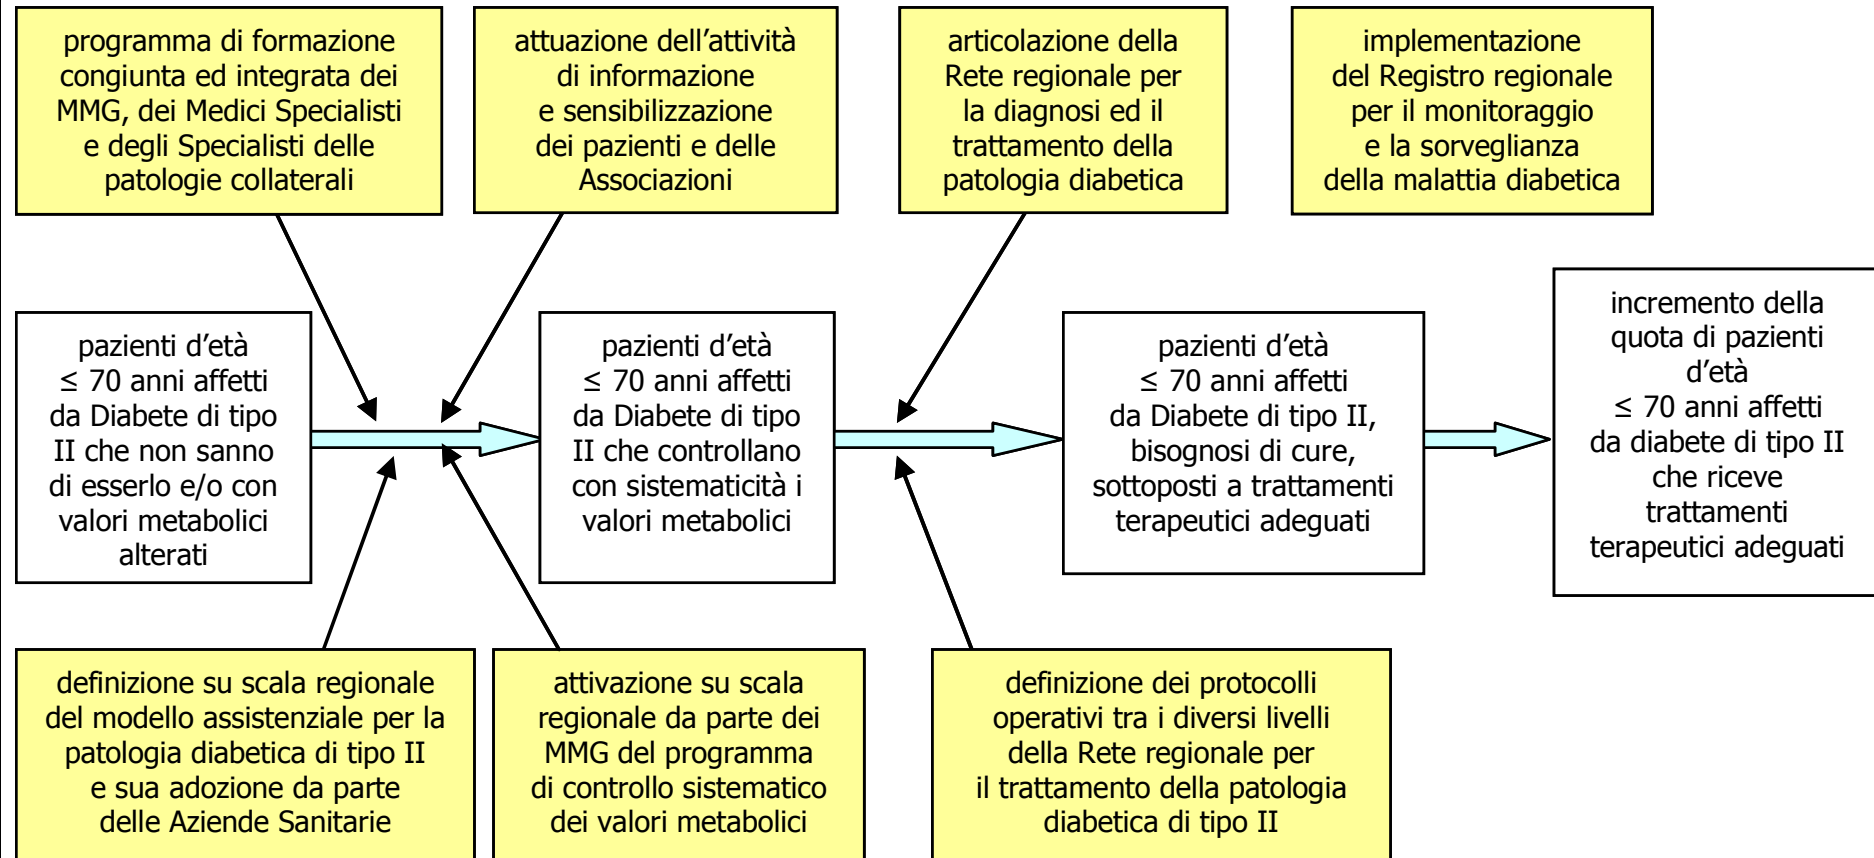 programma di formazione
congiunta ed integrata dei
MMG, dei Medici Specialisti
e degli Specialisti delle
patologie collaterali
attuazione dell’attività
di informazione
e sensibilizzazione
dei pazienti e delle
Associazioni
articolazione della
Rete regionale per
la diagnosi ed il
trattamento della
patologia diabetica
implementazione
del Registro regionale
per il monitoraggio
e la sorveglianza
della malattia diabetica
pazienti d’età
≤ 70 anni affetti
da Diabete di tipo
II che non sanno
di esserlo e/o con
valori metabolici
alterati
pazienti d’età
≤ 70 anni affetti
da Diabete di tipo
II che controllano
con sistematicità i
valori metabolici
pazienti d’età
≤ 70 anni affetti
da Diabete di tipo II,
bisognosi di cure,
sottoposti a trattamenti
terapeutici adeguati
incremento della
quota di pazienti
d’età
≤ 70 anni affetti
da diabete di tipo II
che riceve
trattamenti
terapeutici adeguati
definizione su scala regionale
del modello assistenziale per la
patologia diabetica di tipo II
e sua adozione da parte
delle Aziende Sanitarie
attivazione su scala
regionale da parte dei
MMG del programma
di controllo sistematico
dei valori metabolici
definizione dei protocolli
operativi tra i diversi livelli
della Rete regionale per
il trattamento della patologia
diabetica di tipo II